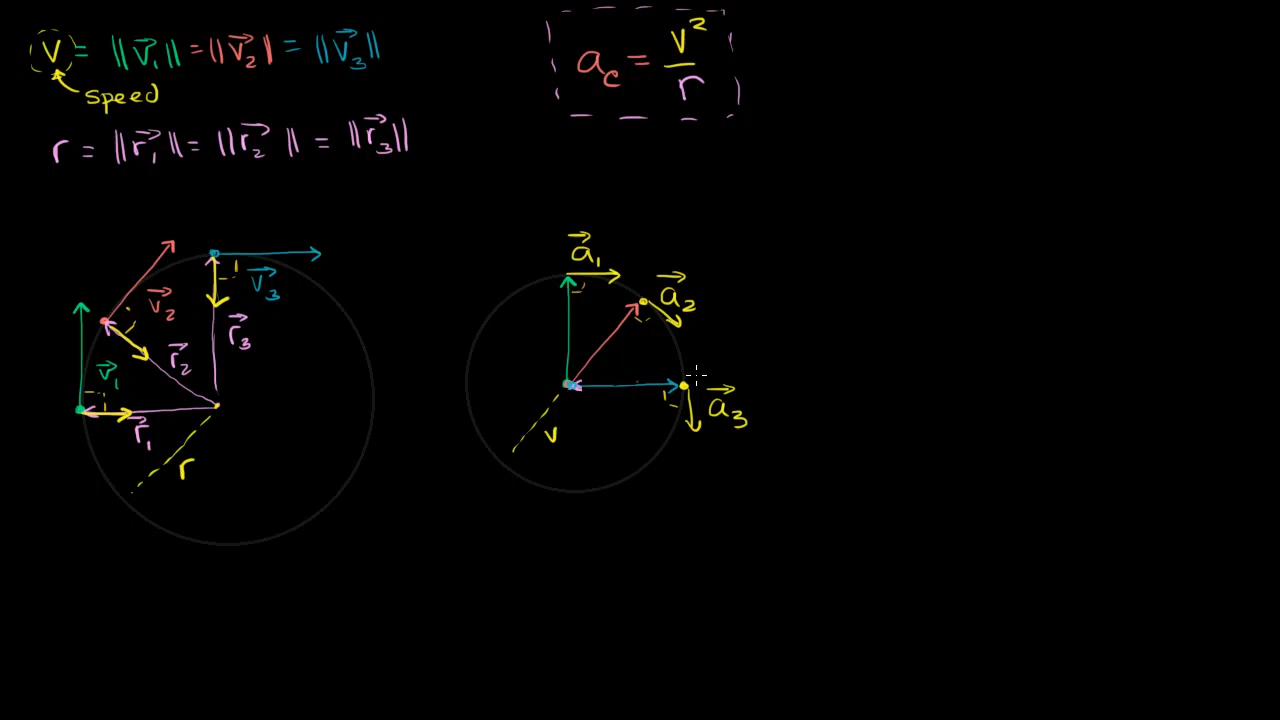 v = ||v⃗₁|| = ||v⃗₂|| = ||v⃗₃||
speed
r = ||r⃗₁|| = ||r⃗₂|| = ||r⃗₃||
a꜀ = v²/r
v⃗₂
v⃗₃
r⃗₂
r⃗₃
v⃗₁
r⃗₁
r
a⃗₁
a⃗₂
a⃗₃
v